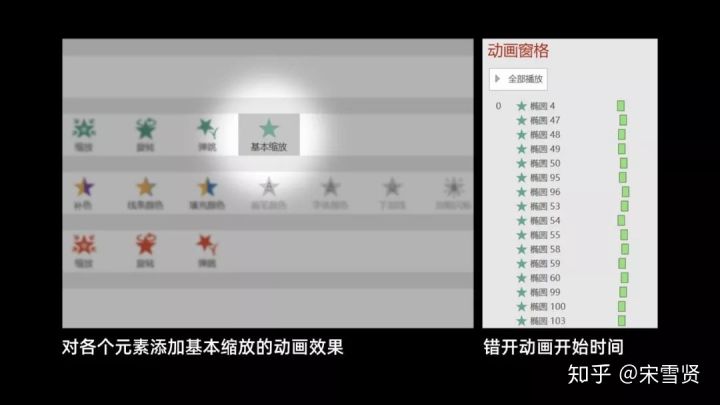 动画窗格
全部播放
缩放 旋转 弹跳 基本缩放
补色 线条颜色 填充颜色 画笔颜色 字体颜色 下划线
缩放 旋转 弹跳
0 椭圆 4
椭圆 47
椭圆 48
椭圆 49
椭圆 50
椭圆 95
椭圆 96
椭圆 53
椭圆 54
椭圆 55
椭圆 58
椭圆 59
椭圆 60
椭圆 99
椭圆 100
椭圆 103
对各个元素添加基本缩放的动画效果
错开动画开始时间
知乎 @宋雪贤